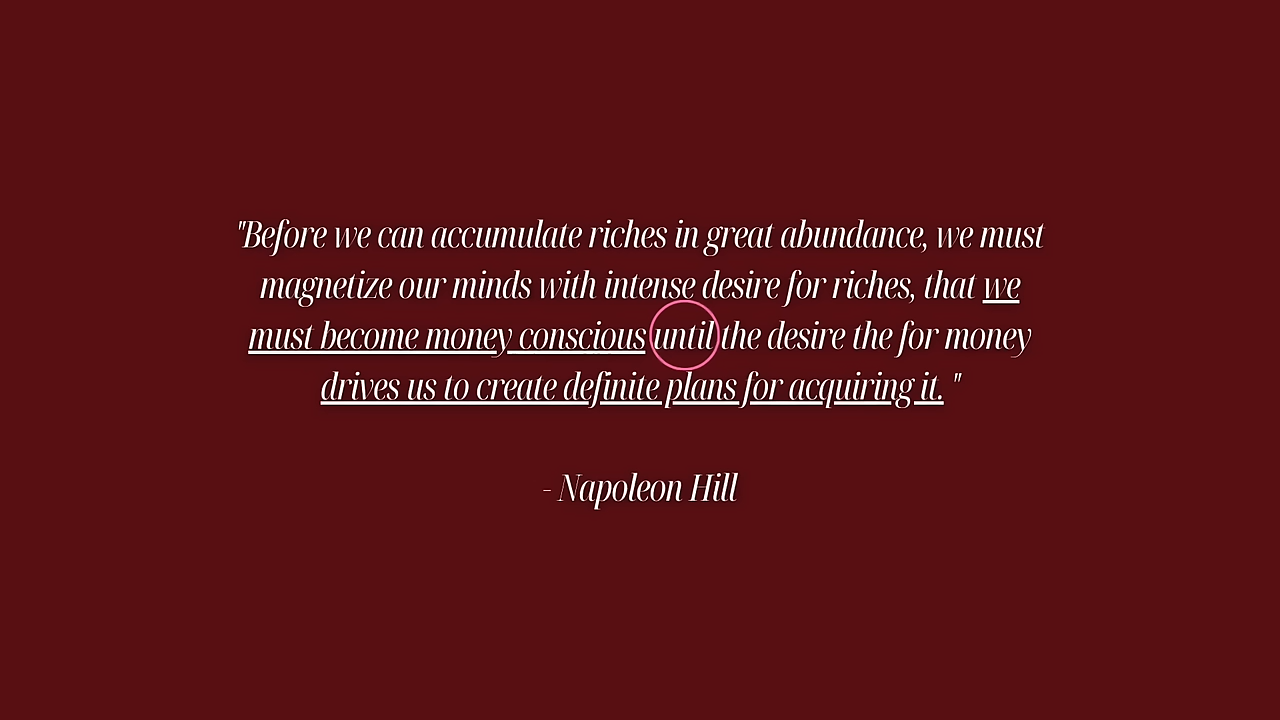 "Before we can accumulate riches in great abundance, we must
magnetize our minds with intense desire for riches, that we
must become money conscious until the desire the for money
drives us to create definite plans for acquiring it. "
- Napoleon Hill